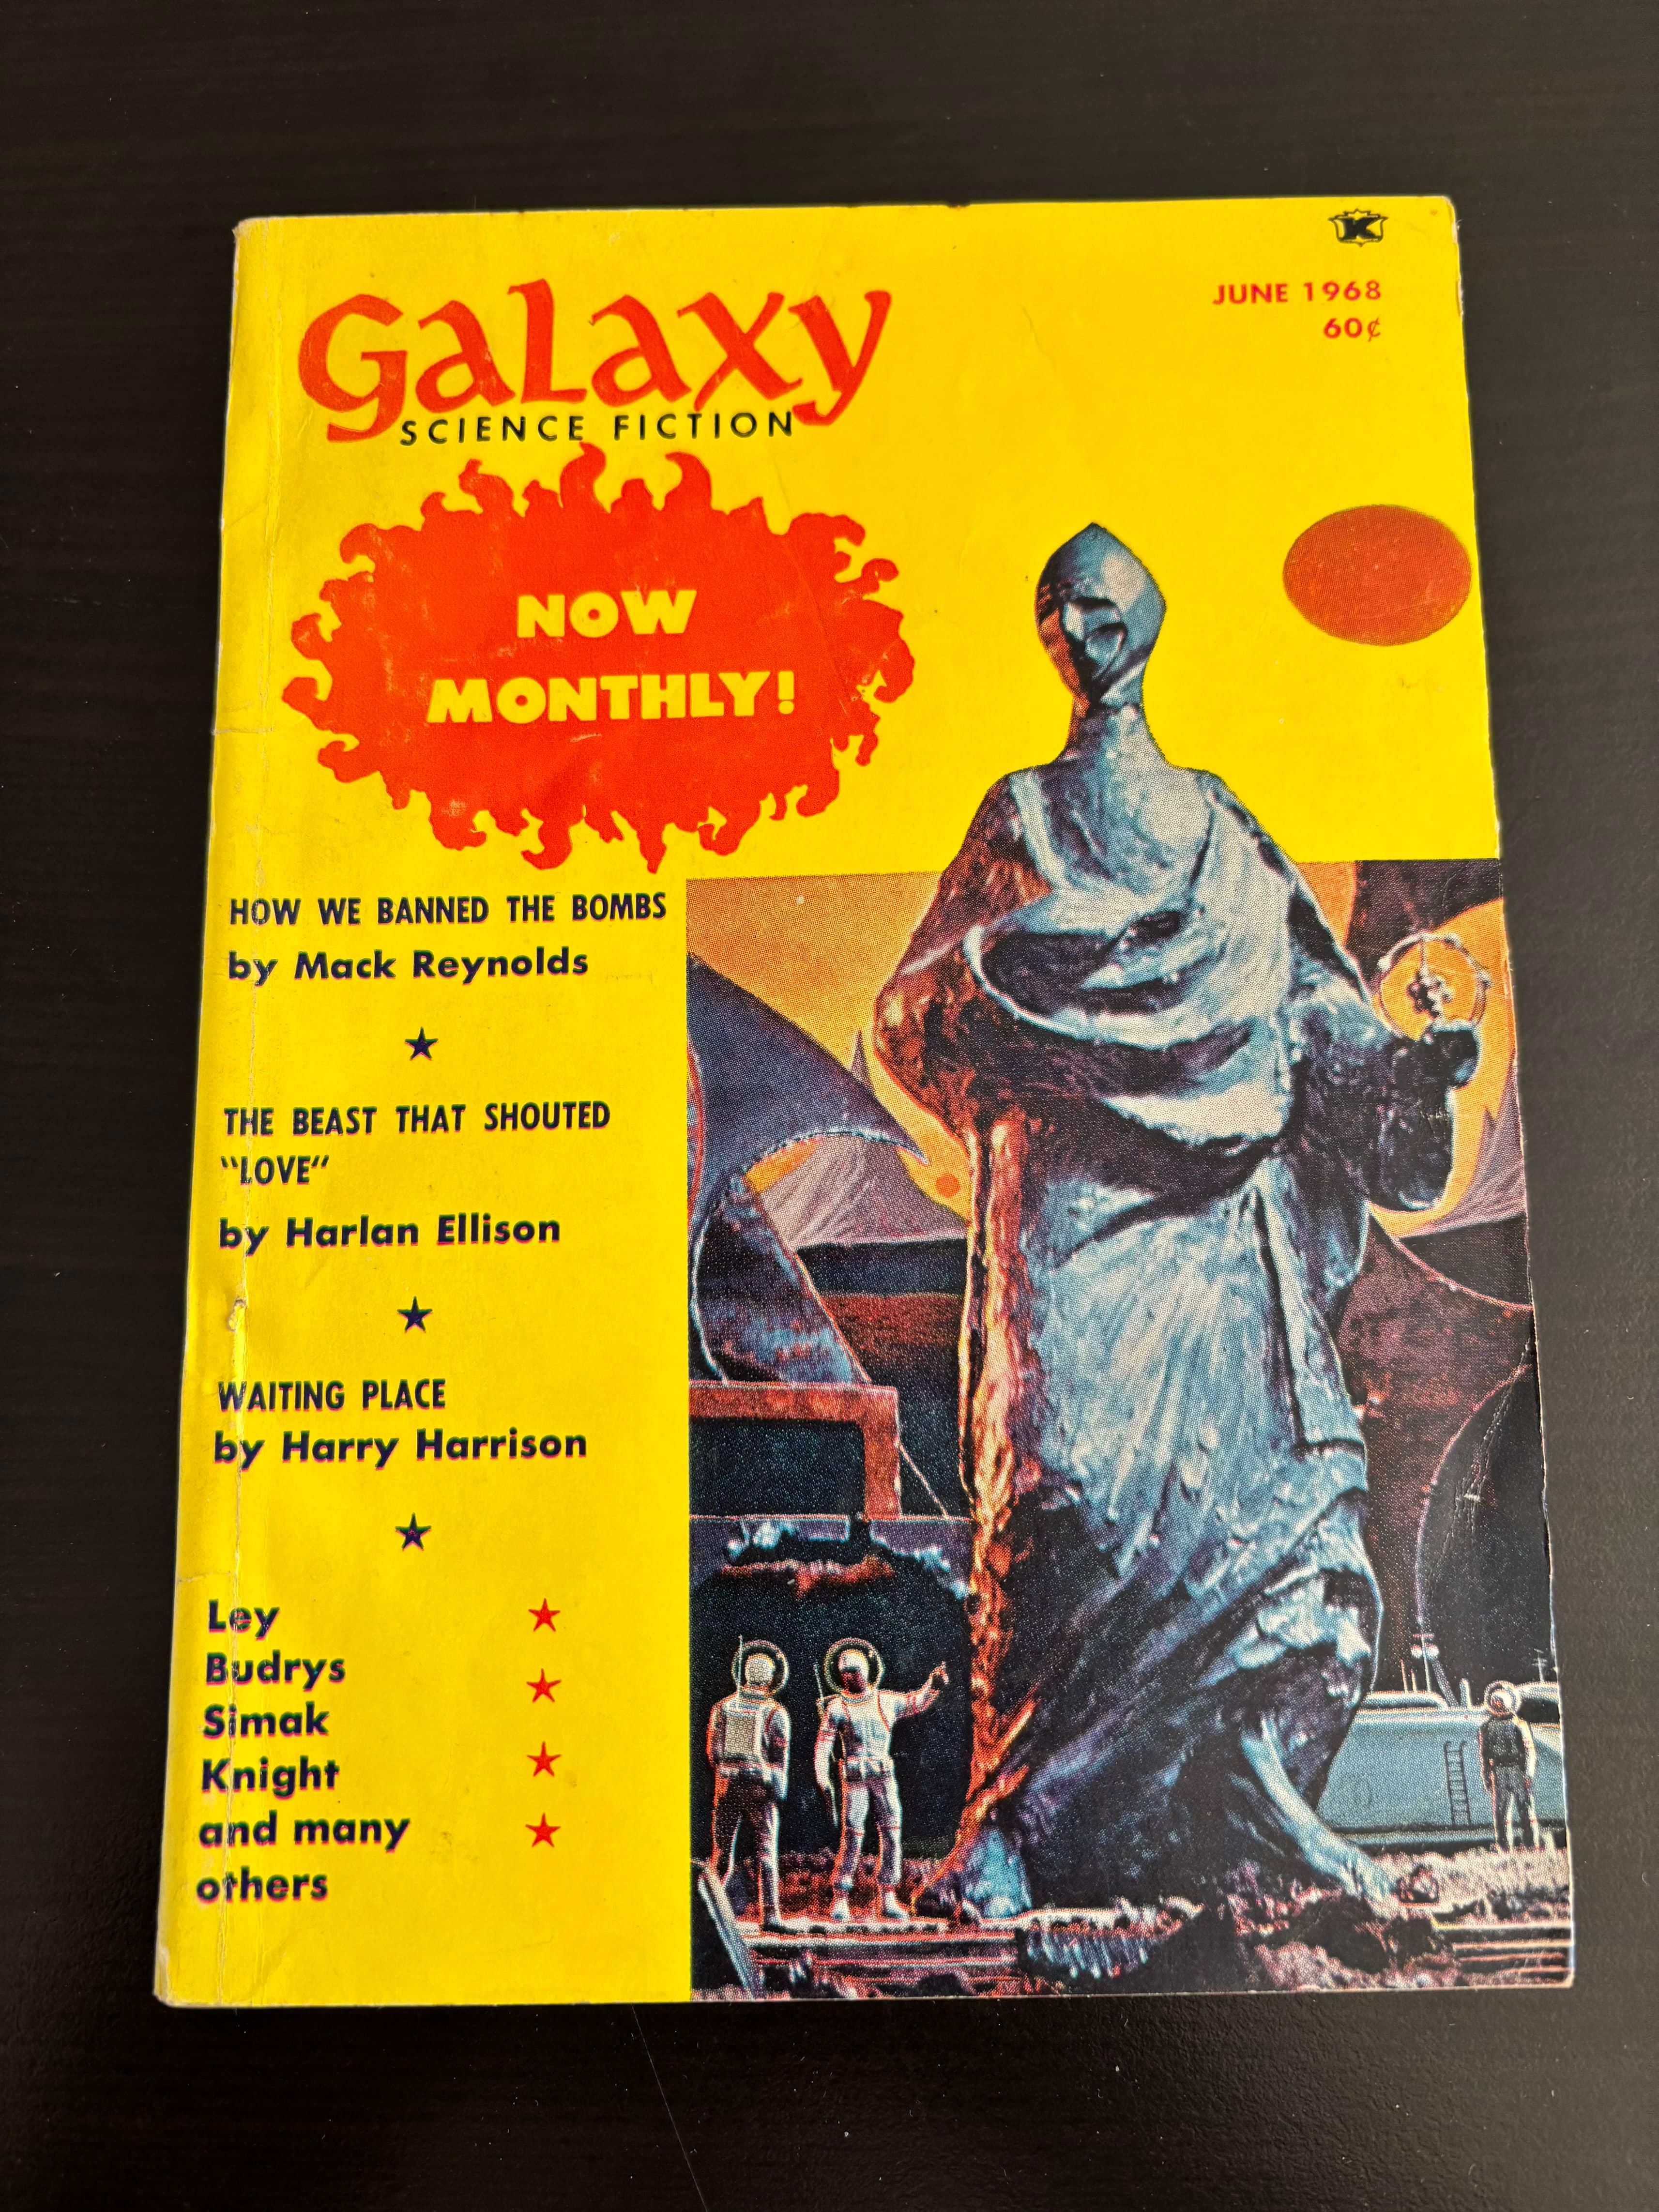 K
JUNE 1968
60¢
Galaxy
SCIENCE FICTION
NOW
MONTHLY!
HOW WE BANNED THE BOMBS
by Mack Reynolds
THE BEAST THAT SHOUTED
"LOVE"
by Harlan Ellison
WAITING PLACE
by Harry Harrison
Ley
Budrys
Simak
Knight
and many
others